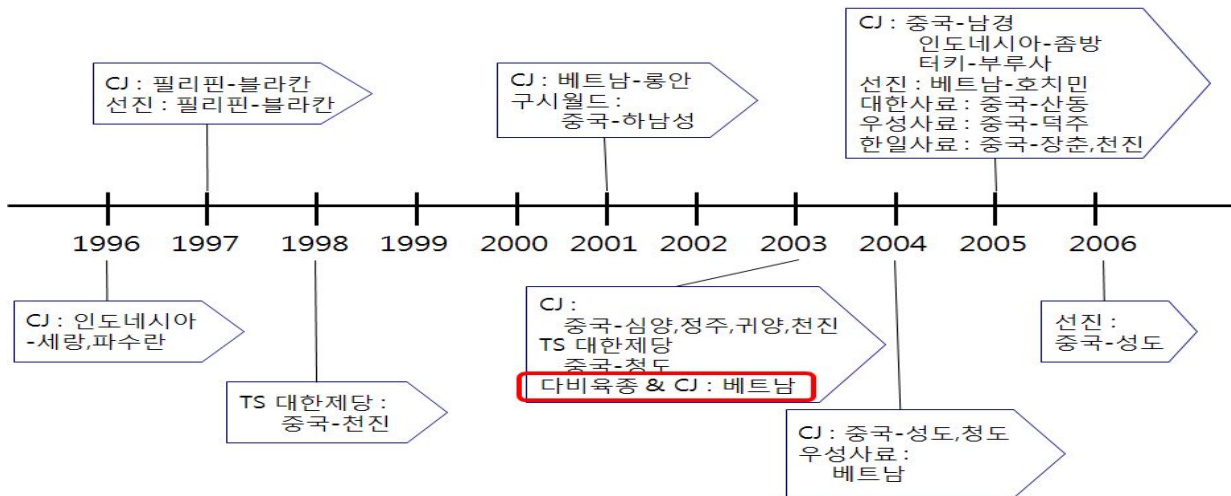 CJ : 필리핀-블라칸
선진 : 필리핀-블라칸
CJ : 베트남-롱안
구시월드 :
중국-하남성
CJ : 중국-남경
인도네시아-좀방
터키-부루사
선진 : 베트남-호치민
대한사료 : 중국-산동
우성사료 : 중국-덕주
한일사료 : 중국-장춘,천진
1996 1997 1998 1999 2000 2001 2002 2003 2004 2005 2006
CJ : 인도네시아
-세랑,파수란
TS 대한제당 :
중국-천진
CJ :
중국-심양,정주,귀양,천진
TS 대한제당
중국-청도
다비육종 & CJ : 베트남
CJ : 중국-성도,청도
우성사료 :
베트남
선진 :
중국-성도